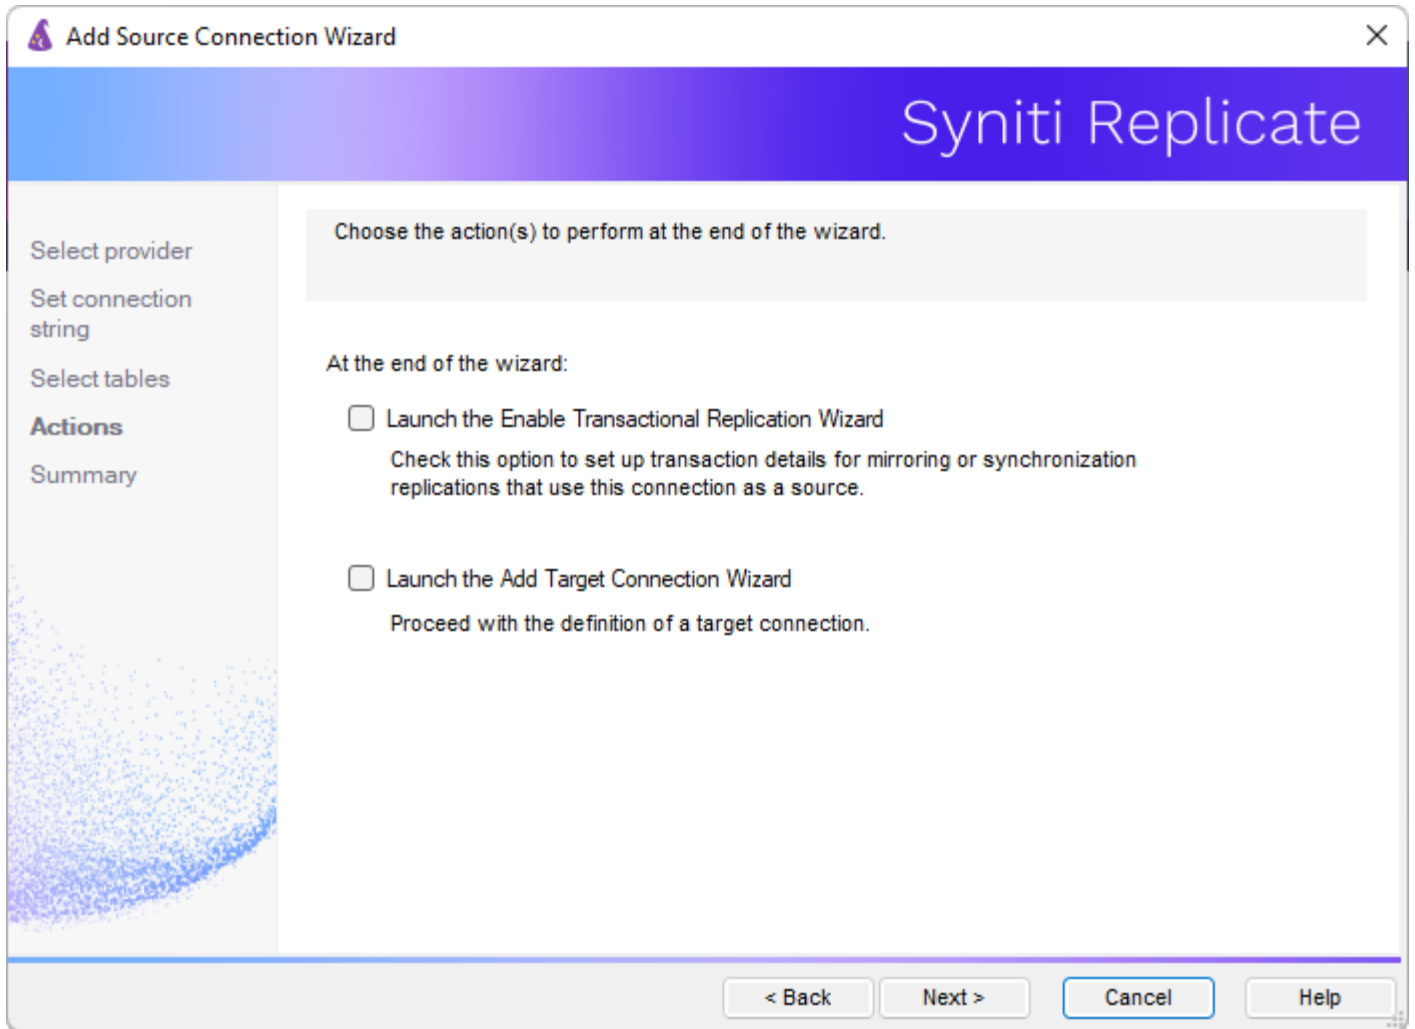 Add Source Connection Wizard
Syniti Replicate
Select provider
Set connection
string
Select tables
Actions
Summary
Choose the action(s) to perform at the end of the wizard.
At the end of the wizard:
Launch the Enable Transactional Replication Wizard
Check this option to set up transaction details for mirroring or synchronization
replications that use this connection as a source.
Launch the Add Target Connection Wizard
Proceed with the definition of a target connection.
< Back
Next >
Cancel
Help